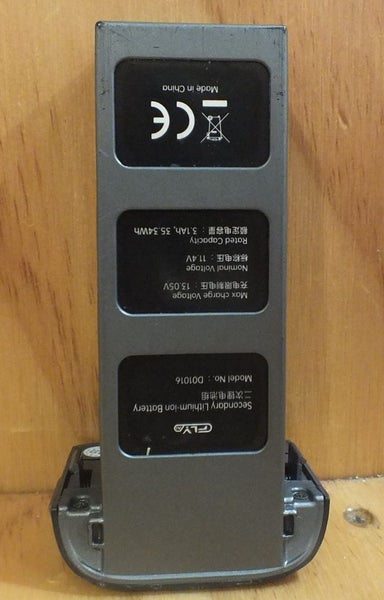 C-FLY
Secondary Lithium-ion Battery
二次锂电池组
Model No.：D01016
Max charge Voltage
充电限制电压：13.05V
Nominal Voltage
标称电压：11.4V
Rated Capacity
额定电容量：3.1Ah, 35.34Wh
CE
Made in China